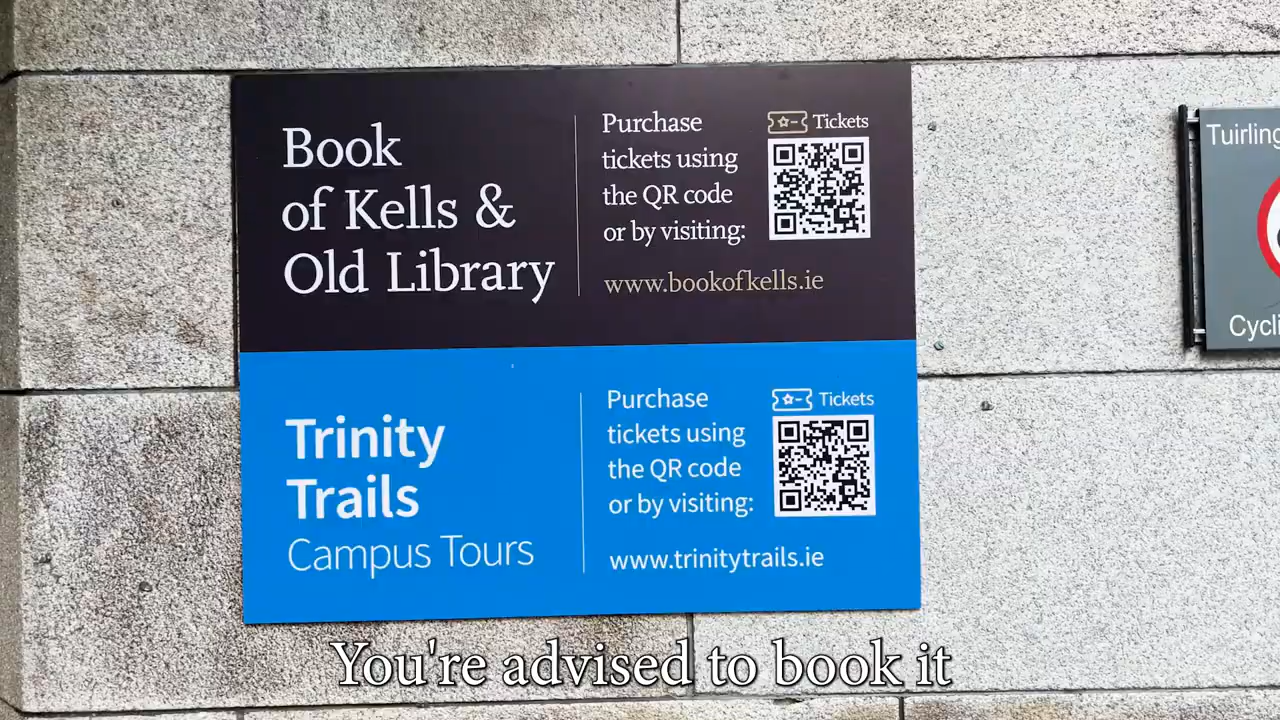 Book
of Kells &
Old Library
Purchase
tickets using
the QR code
or by visiting:
www.bookofkells.ie
Tickets
Trinity
Trails
Campus Tours
Purchase
tickets using
the QR code
or by visiting:
www.trinitytrails.ie
Tickets
You're advised to book it